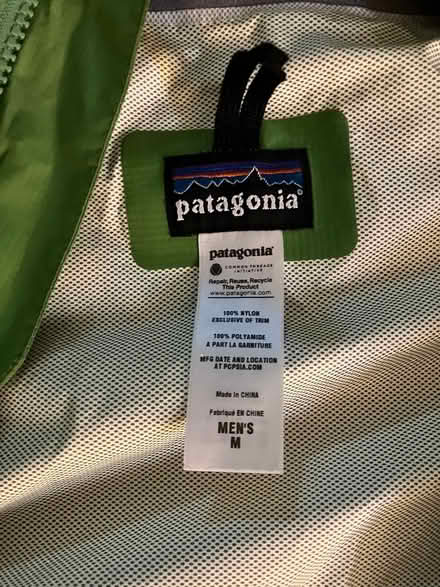 patagonia®
patagonia®
COMMON THREADS
INITIATIVE
Repair, Reuse, Recycle
This Product
www.patagonia.com
100% NYLON
EXCLUSIVE OF TRIM
100% POLYAMIDE
A PART LA GARNITURE
MFG DATE AND LOCATION
AT PCPSIA.COM
Made in CHINA
Fabriqué EN CHINE
MEN'S
M